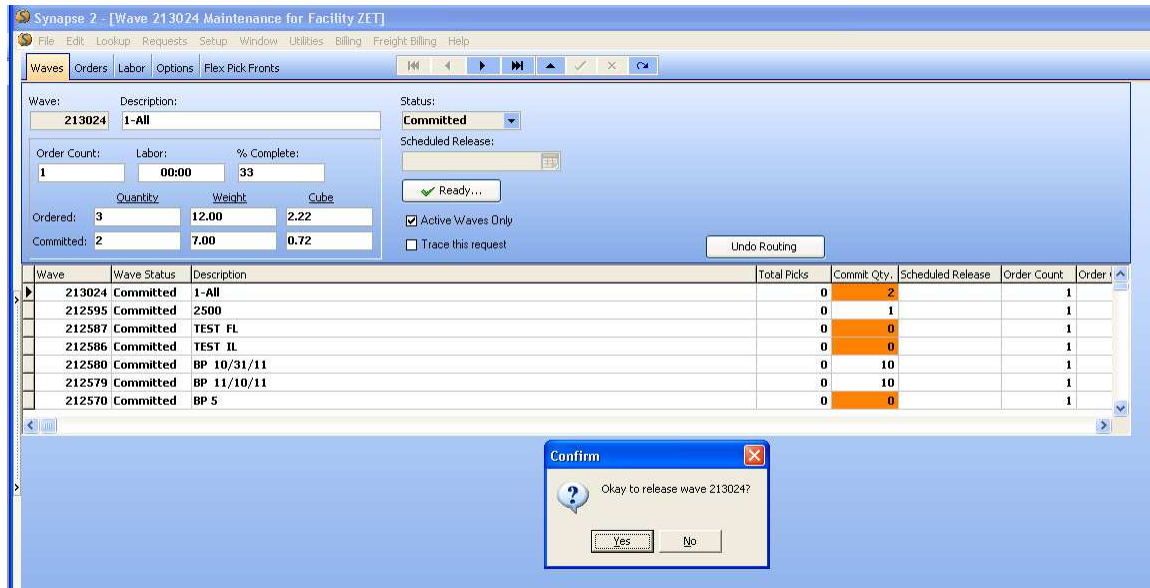 Synapse 2 - [Wave 213024 Maintenance for Facility ZET]
File Edit Lookup Requests Setup Window Utilities Billing Freight Billing Help
Waves Orders Labor Options Flex Pick Fronts
Wave: Description: Status:
213024 1-All Committed
Scheduled Release:
Order Count: Labor: % Complete:
1 00:00 33
Ready...
Quantity Weight Cube
Ordered: 3 12.00 2.22 Active Waves Only
Committed: 2 7.00 0.72 Trace this request Undo Routing
Wave Wave Status Description Total Picks Commit Qty. Scheduled Release Order Count Order
213024 Committed 1-All 0 2 1
212595 Committed 2500 0 1 1
212587 Committed TEST FL 0 0 1
212586 Committed TEST IL 0 0 1
212580 Committed BP 10/31/11 0 10 1
212579 Committed BP 11/10/11 0 10 1
212570 Committed BP 5 0 0 1
Confirm
Okay to release wave 213024?
Yes No